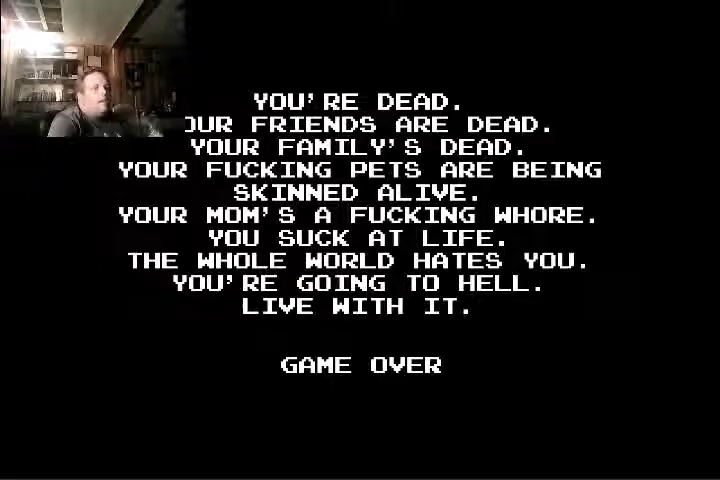 YOU'RE DEAD.
OUR FRIENDS ARE DEAD.
YOUR FAMILY'S DEAD.
YOUR FUCKING PETS ARE BEING
SKINNED ALIVE.
YOUR MOM'S A FUCKING WHORE.
YOU SUCK AT LIFE.
THE WHOLE WORLD HATES YOU.
YOU'RE GOING TO HELL.
LIVE WITH IT.
GAME OVER